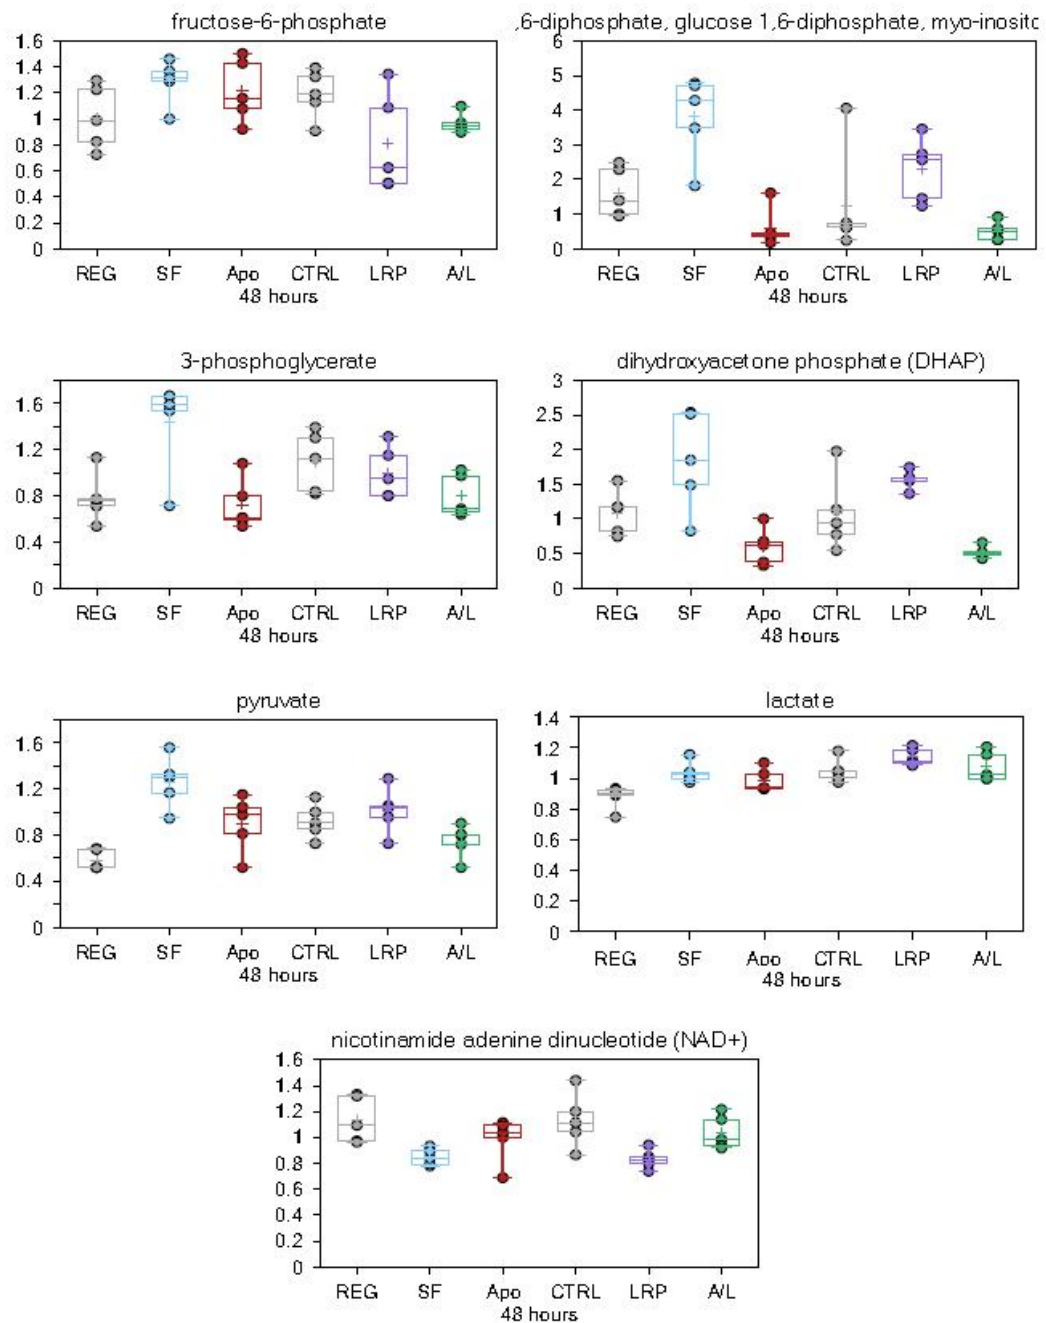 fructose-6-phosphate
1.6
1.4
1.2
1
0.8
0.6
0.4
0.2
0
REG SF Apo CTRL LRP A/L
48 hours
,6-diphosphate, glucose 1,6-diphosphate, myo-inosito
6
5
4
3
2
1
0
REG SF Apo CTRL LRP A/L
48 hours
3-phosphoglycerate
1.6
1.2
0.8
0.4
0
REG SF Apo CTRL LRP A/L
48 hours
dihydroxyacetone phosphate (DHAP)
3
2.5
2
1.5
1
0.5
0
REG SF Apo CTRL LRP A/L
48 hours
pyruvate
1.6
1.2
0.8
0.4
0
REG SF Apo CTRL LRP A/L
48 hours
lactate
1.4
1.2
1
0.8
0.6
0.4
0.2
0
REG SF Apo CTRL LRP A/L
48 hours
nicotinamide adenine dinucleotide (NAD+)
1.6
1.4
1.2
1
0.8
0.6
0.4
0.2
0
REG SF Apo CTRL LRP A/L
48 hours